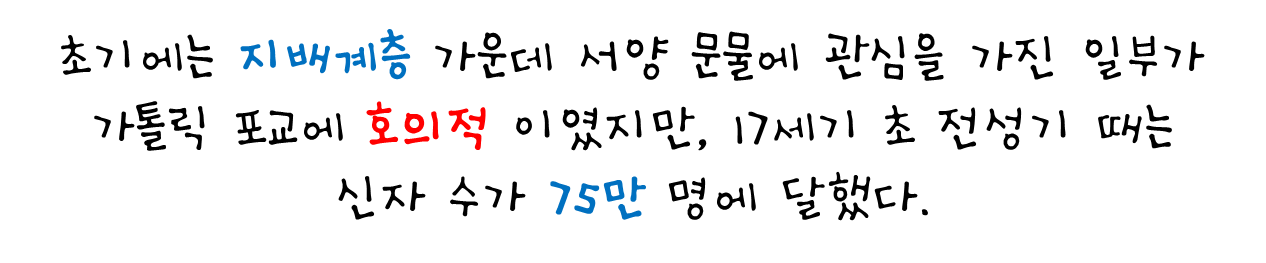 초기에는 지배계층 가운데 서양 문물에 관심을 가진 일부가
가톨릭 포교에 호의적 이였지만, 17세기 초 전성기 때는
신자 수가 75만 명에 달했다.